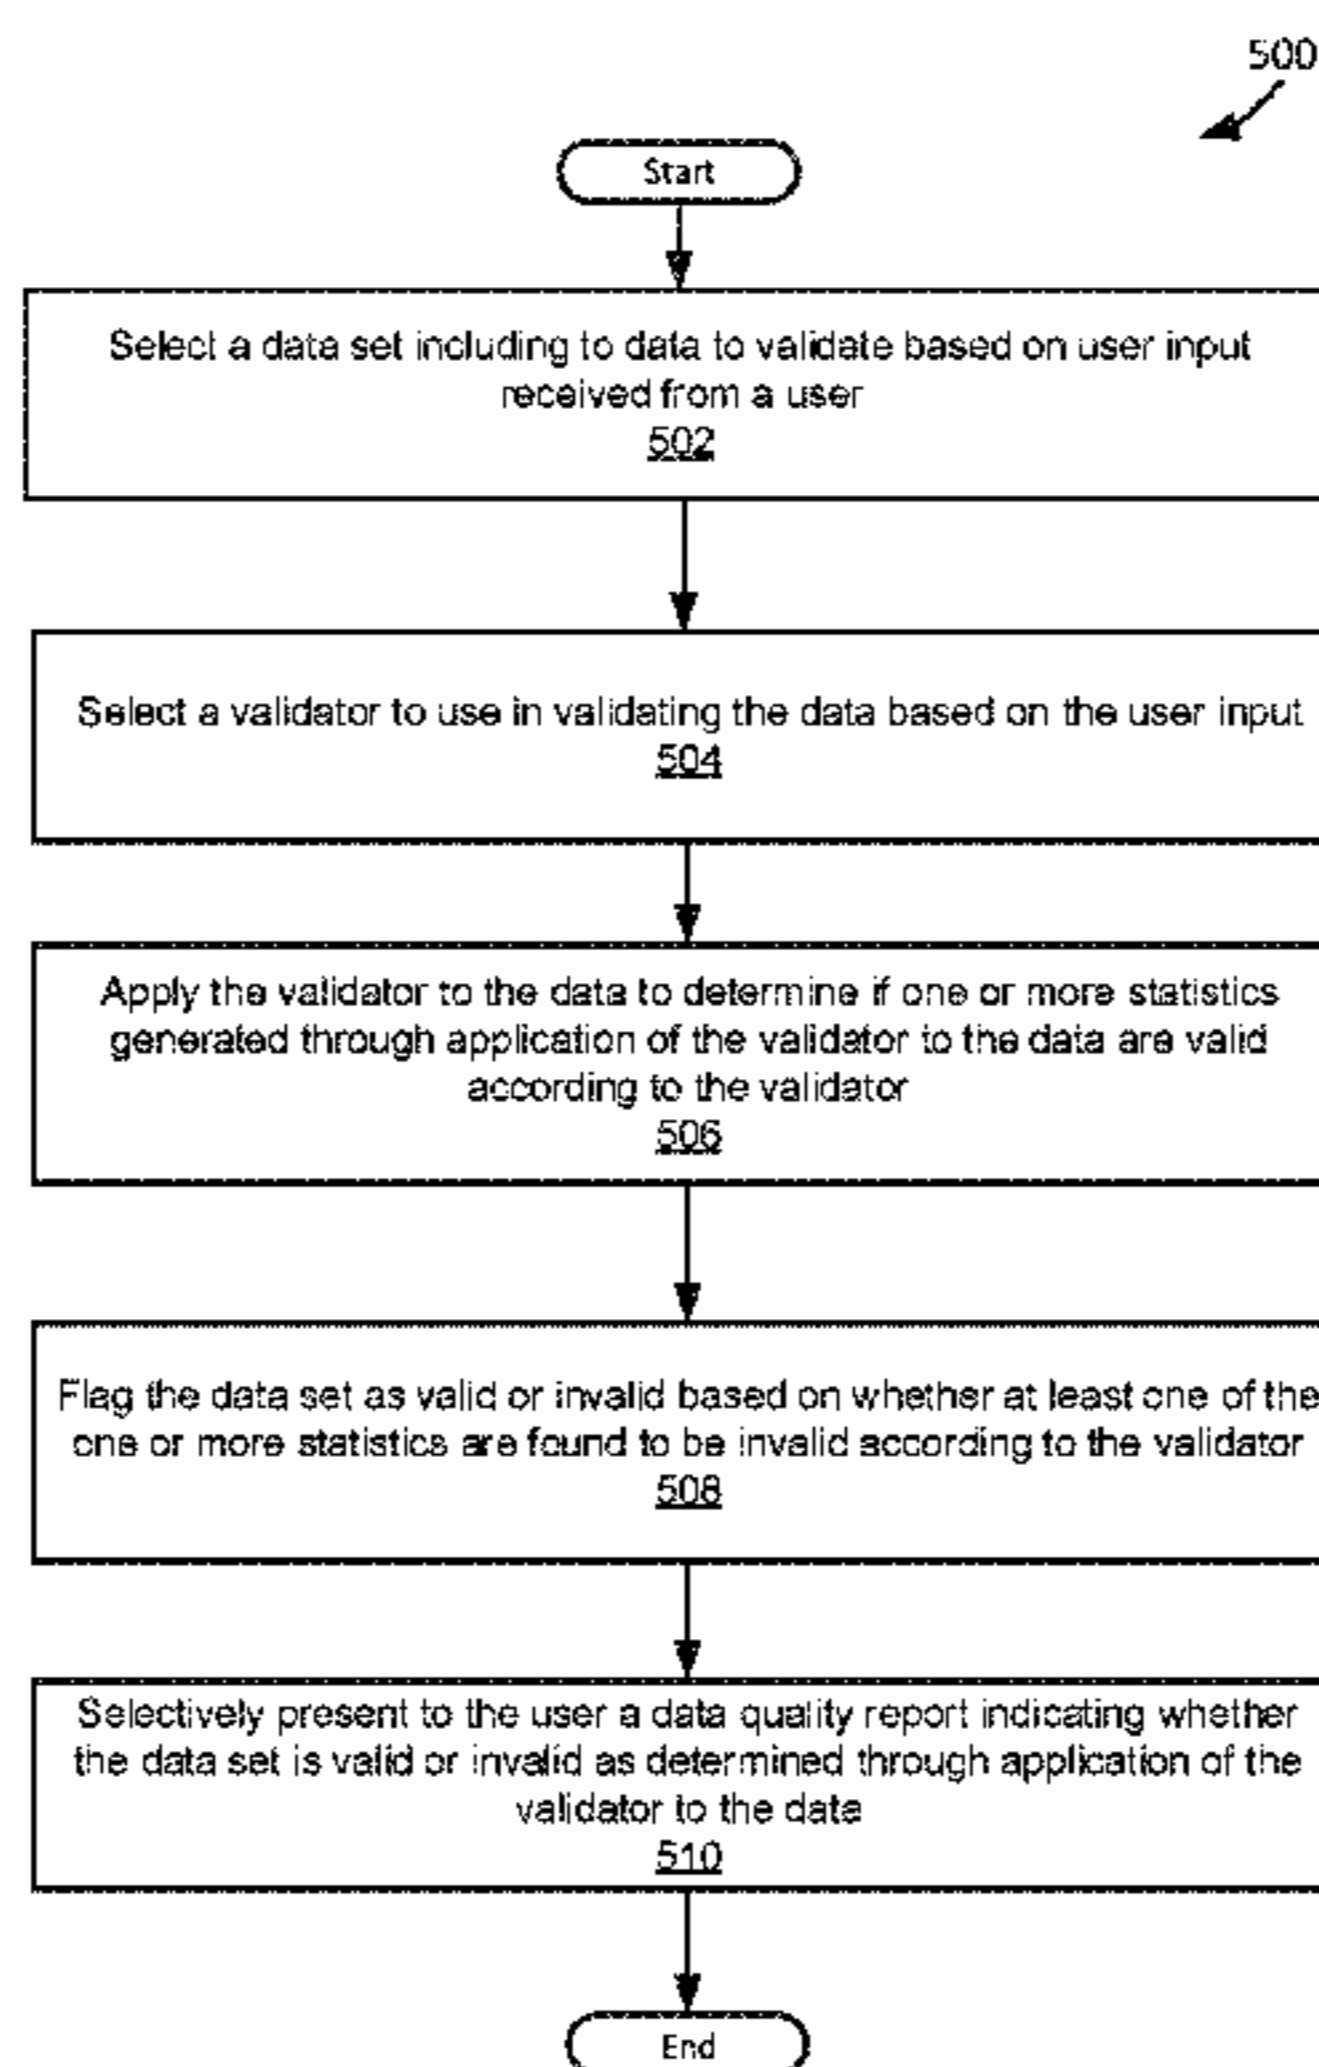 500
Start
Select a data set including to data to validate based on user input
received from a user
502
Select a validator to use in validating the data based on the user input
504
Apply the validator to the data to determine if one or more statistics
generated through application of the validator to the data are valid
according to the validator
506
Flag the data set as valid or invalid based on whether at least one of the
one or more statistics are found to be invalid according to the validator
508
Selectively present to the user a data quality report indicating whether
the data set is valid or invalid as determined through application of the
validator to the data
510
End